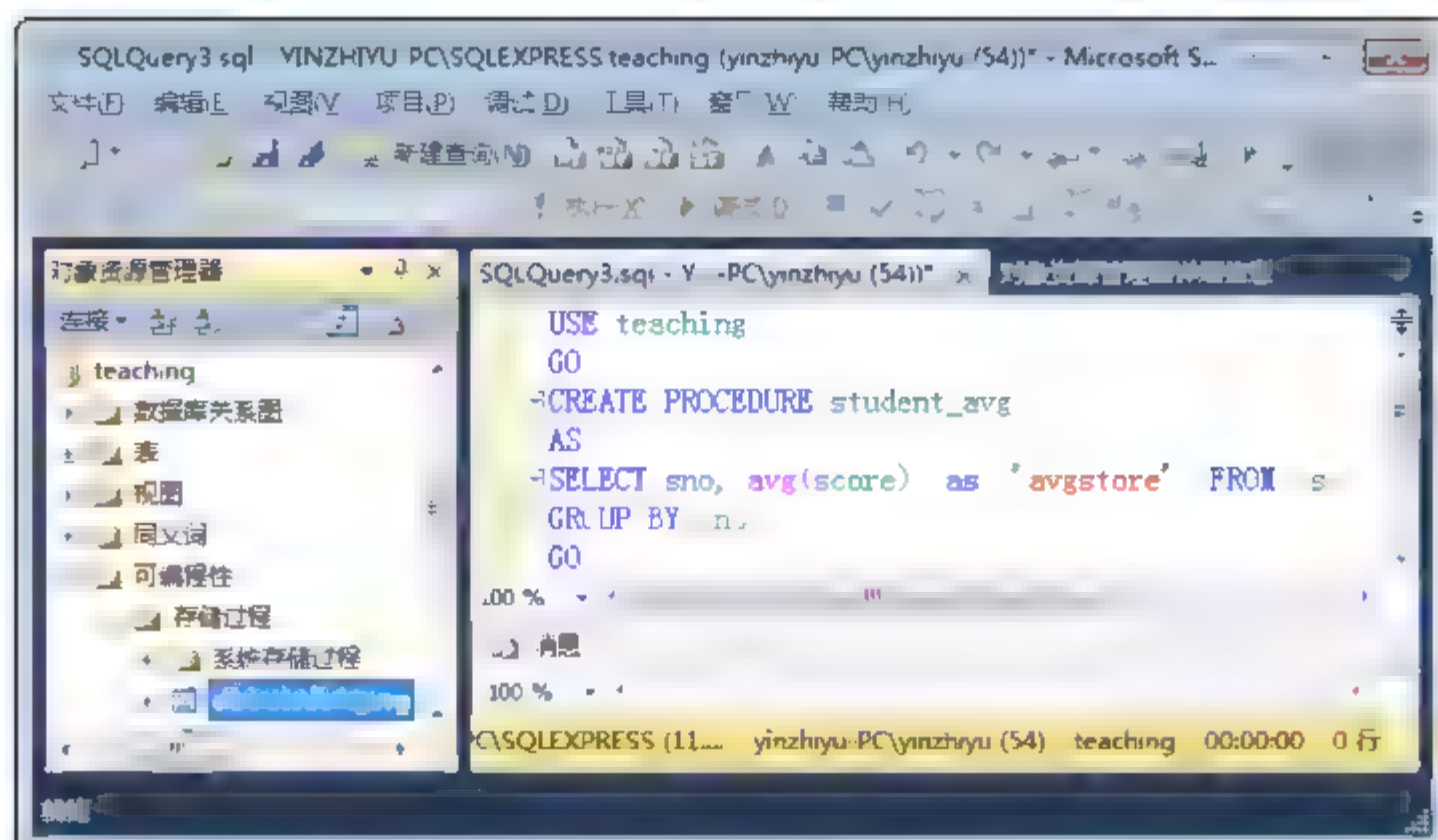 SQLQuery3 sql YINZHIYU PC\SQLEXPRESS teaching (yinzhiyu PC\yinzhiyu (54))* - Microsoft S...
文件(F) 编辑(E 视图(V 项目(P) 调试 D) 工具(T) 窗口 W 帮助 H)
新建查询(N)
对象资源管理器
SQLQuery3.sql - Y -PC\yinzhiyu (54))* x
连接
teaching
数据库关系图
表
视图
同义词
可编程性
存储过程
系统存储过程
USE teaching
GO
CREATE PROCEDURE student_avg
AS
SELECT sno, avg(score) as 'avgstore' FROM s
BY
GO
100 %
消息
100 %
PC\SQLEXPRESS (11.... yinzhiyu-PC\yinzhiyu (54) teaching 00:00:00 0 行